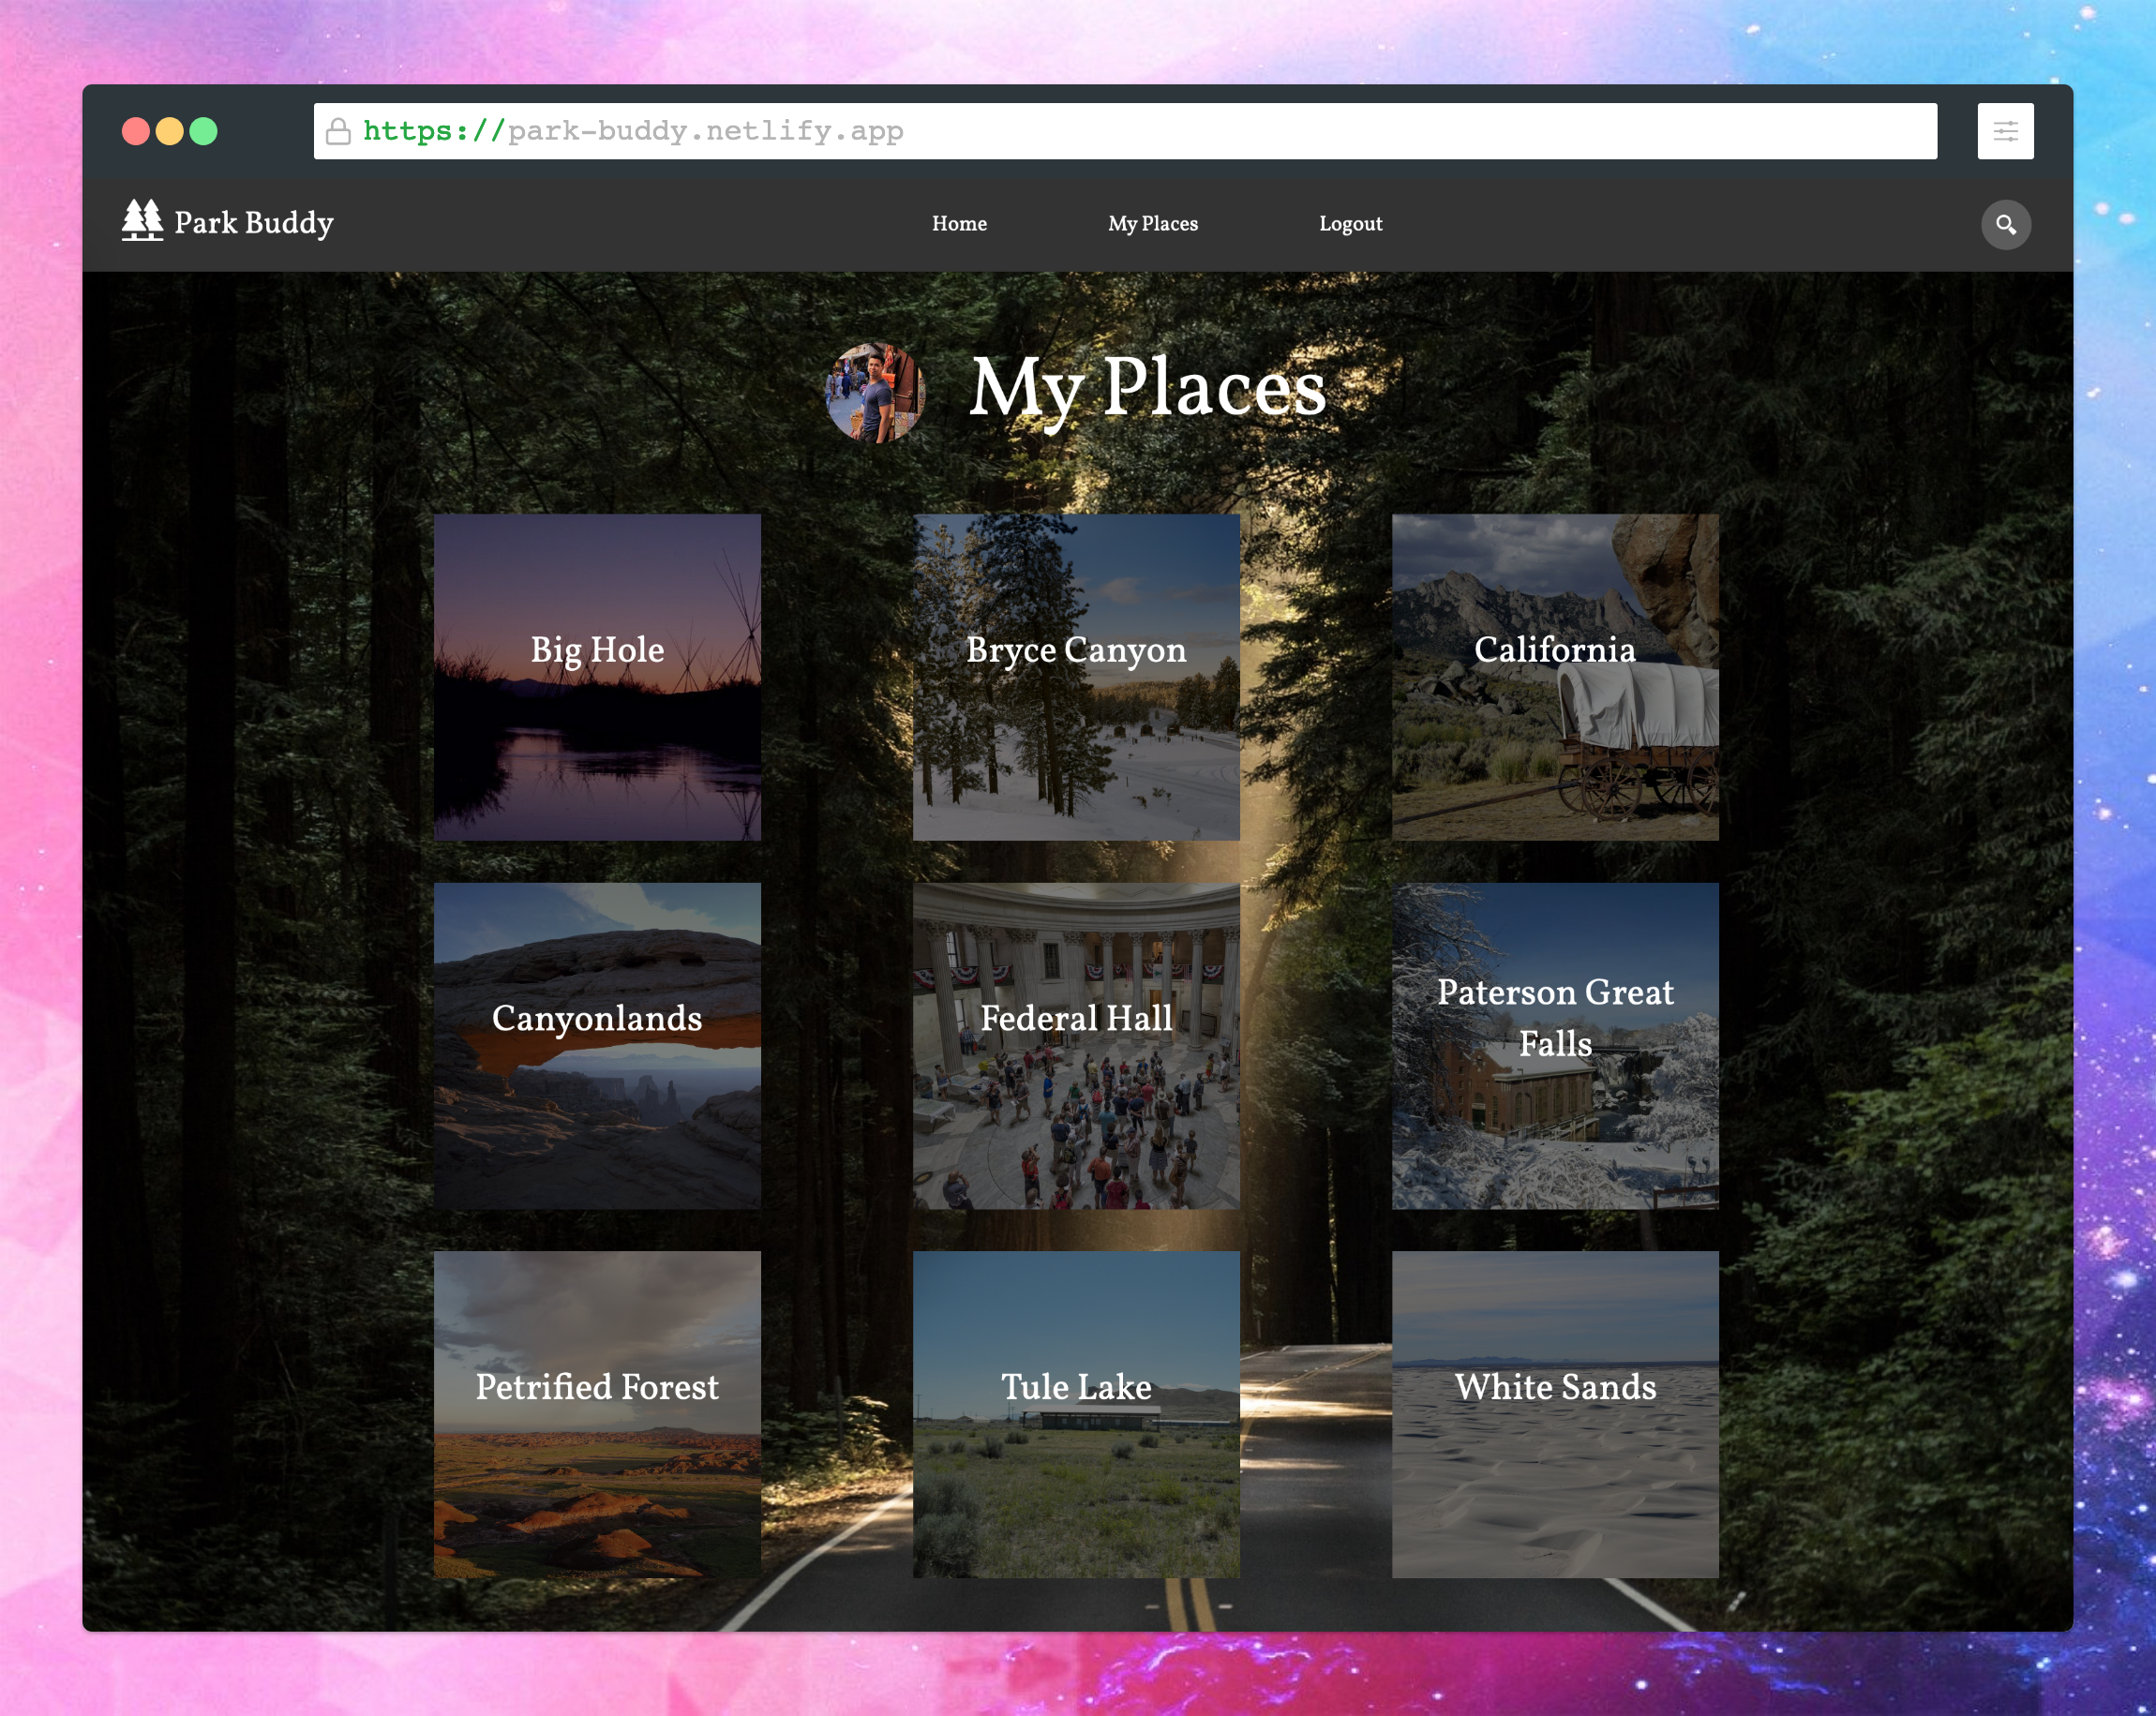 https://park-buddy.netlify.app
Park Buddy
Home
My Places
Logout
My Places
Big Hole
Bryce Canyon
California
Canyonlands
Federal Hall
Paterson Great
Falls
Petrified Forest
Tule Lake
White Sands